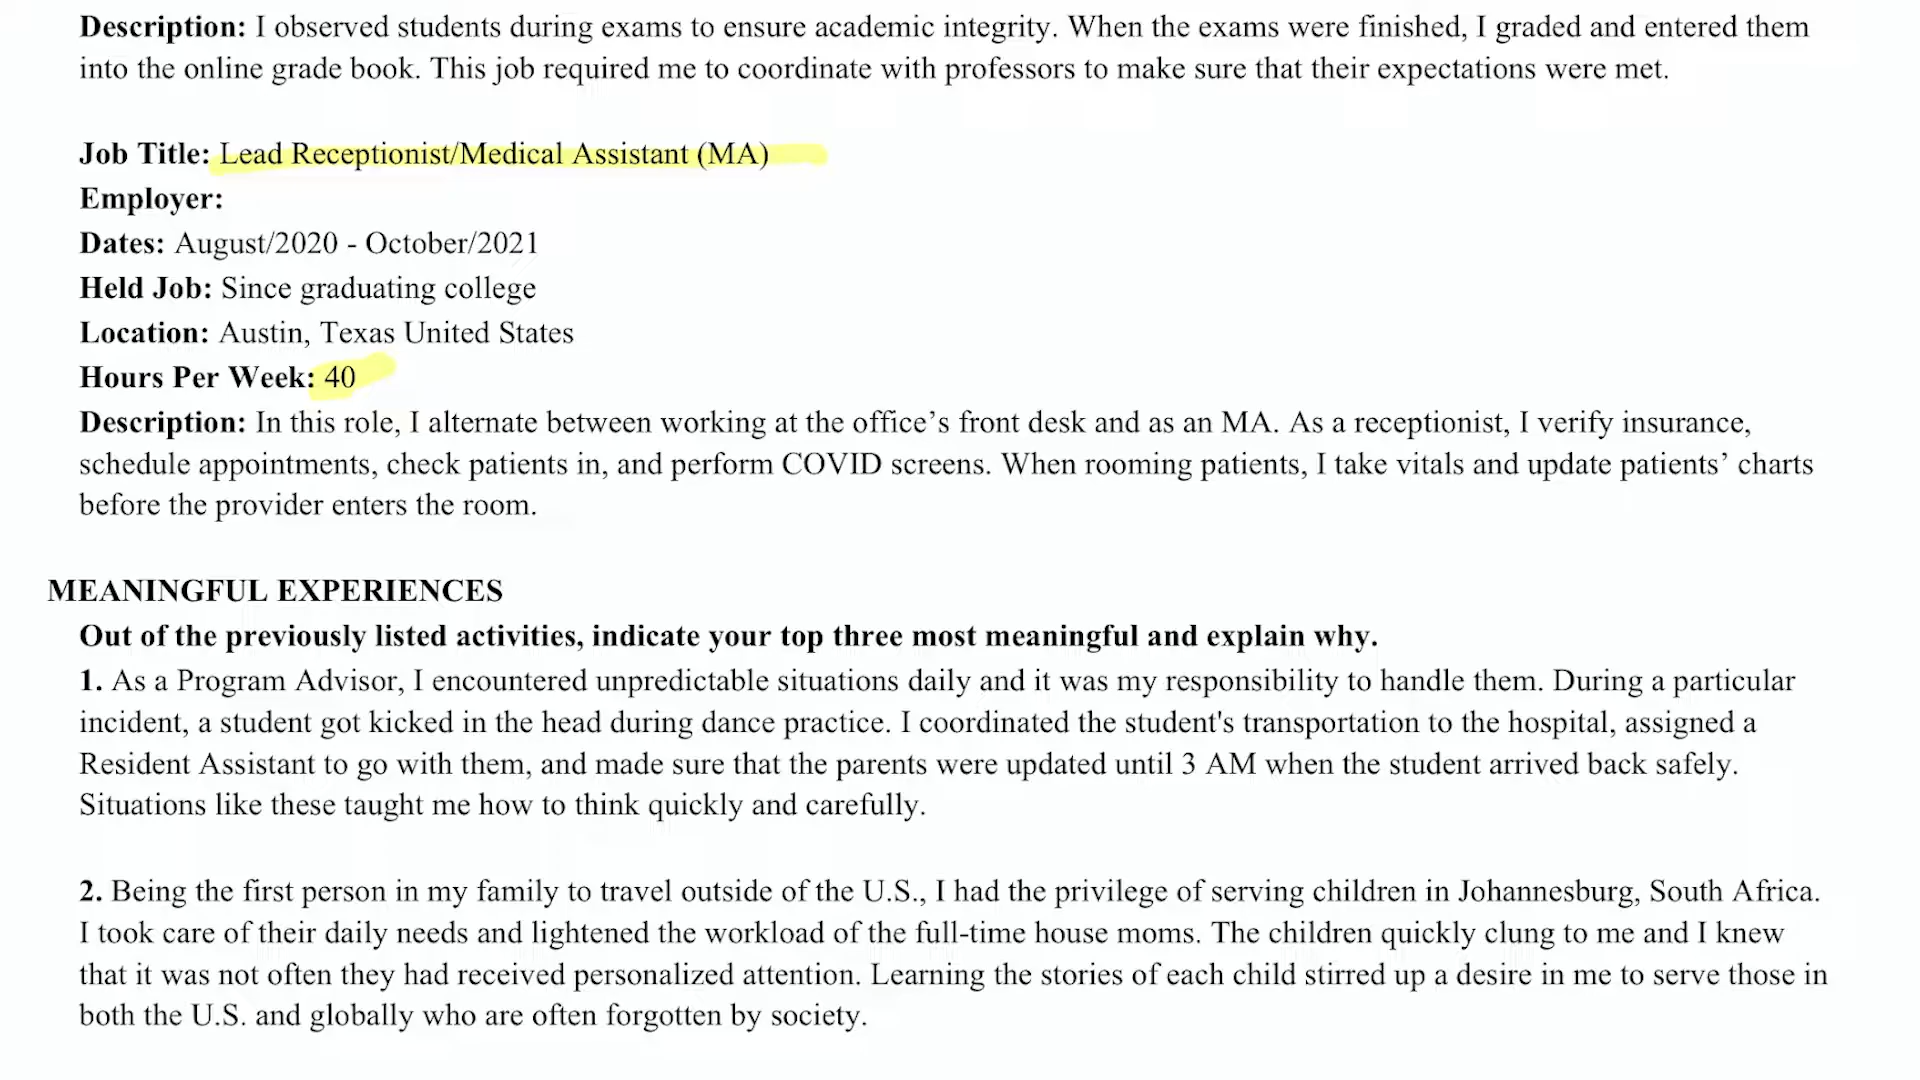 Description: I observed students during exams to ensure academic integrity. When the exams were finished, I graded and entered them
into the online grade book. This job required me to coordinate with professors to make sure that their expectations were met.
Job Title: Lead Receptionist/Medical Assistant (MA)
Employer:
Dates: August/2020 - October/2021
Held Job: Since graduating college
Location: Austin, Texas United States
Hours Per Week: 40
Description: In this role, I alternate between working at the office’s front desk and as an MA. As a receptionist, I verify insurance,
schedule appointments, check patients in, and perform COVID screens. When rooming patients, I take vitals and update patients’ charts
before the provider enters the room.
MEANINGFUL EXPERIENCES
Out of the previously listed activities, indicate your top three most meaningful and explain why.
1. As a Program Advisor, I encountered unpredictable situations daily and it was my responsibility to handle them. During a particular
incident, a student got kicked in the head during dance practice. I coordinated the student's transportation to the hospital, assigned a
Resident Assistant to go with them, and made sure that the parents were updated until 3 AM when the student arrived back safely.
Situations like these taught me how to think quickly and carefully.
2. Being the first person in my family to travel outside of the U.S., I had the privilege of serving children in Johannesburg, South Africa.
I took care of their daily needs and lightened the workload of the full-time house moms. The children quickly clung to me and I knew
that it was not often they had received personalized attention. Learning the stories of each child stirred up a desire in me to serve those in
both the U.S. and globally who are often forgotten by society.